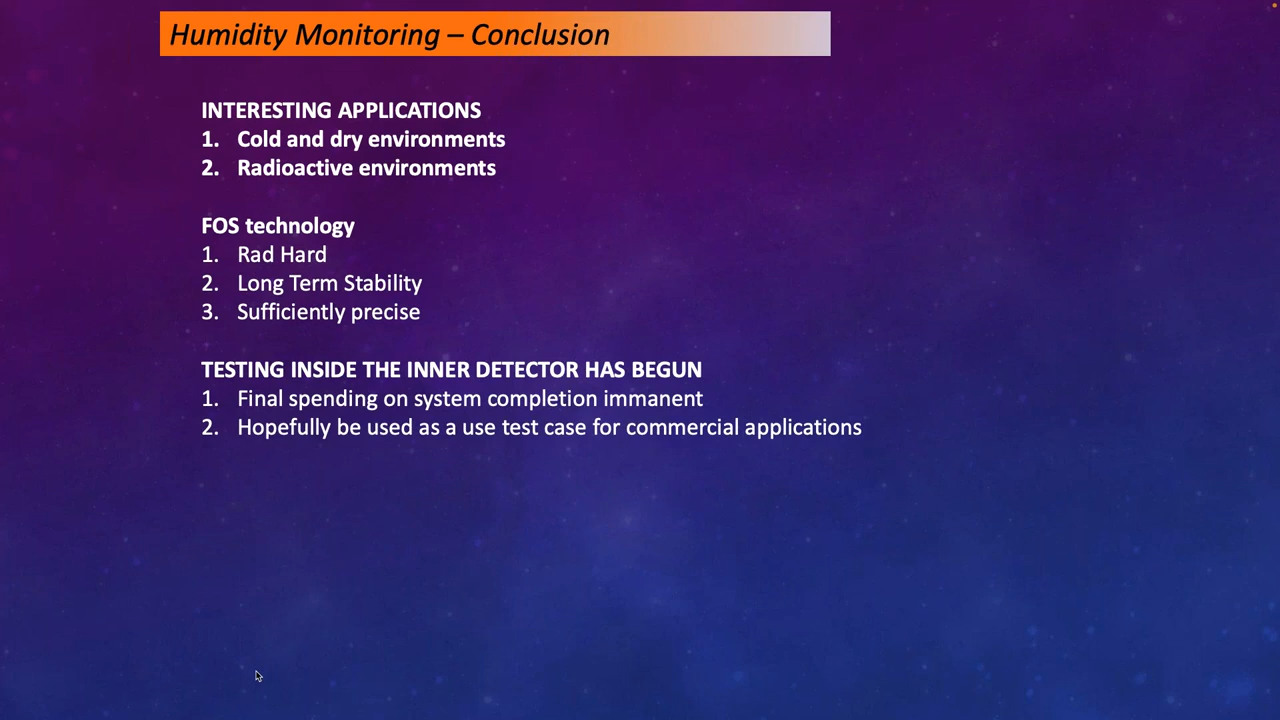 Humidity Monitoring – Conclusion
INTERESTING APPLICATIONS
1. Cold and dry environments
2. Radioactive environments
FOS technology
1. Rad Hard
2. Long Term Stability
3. Sufficiently precise
TESTING INSIDE THE INNER DETECTOR HAS BEGUN
1. Final spending on system completion immanent
2. Hopefully be used as a use test case for commercial applications